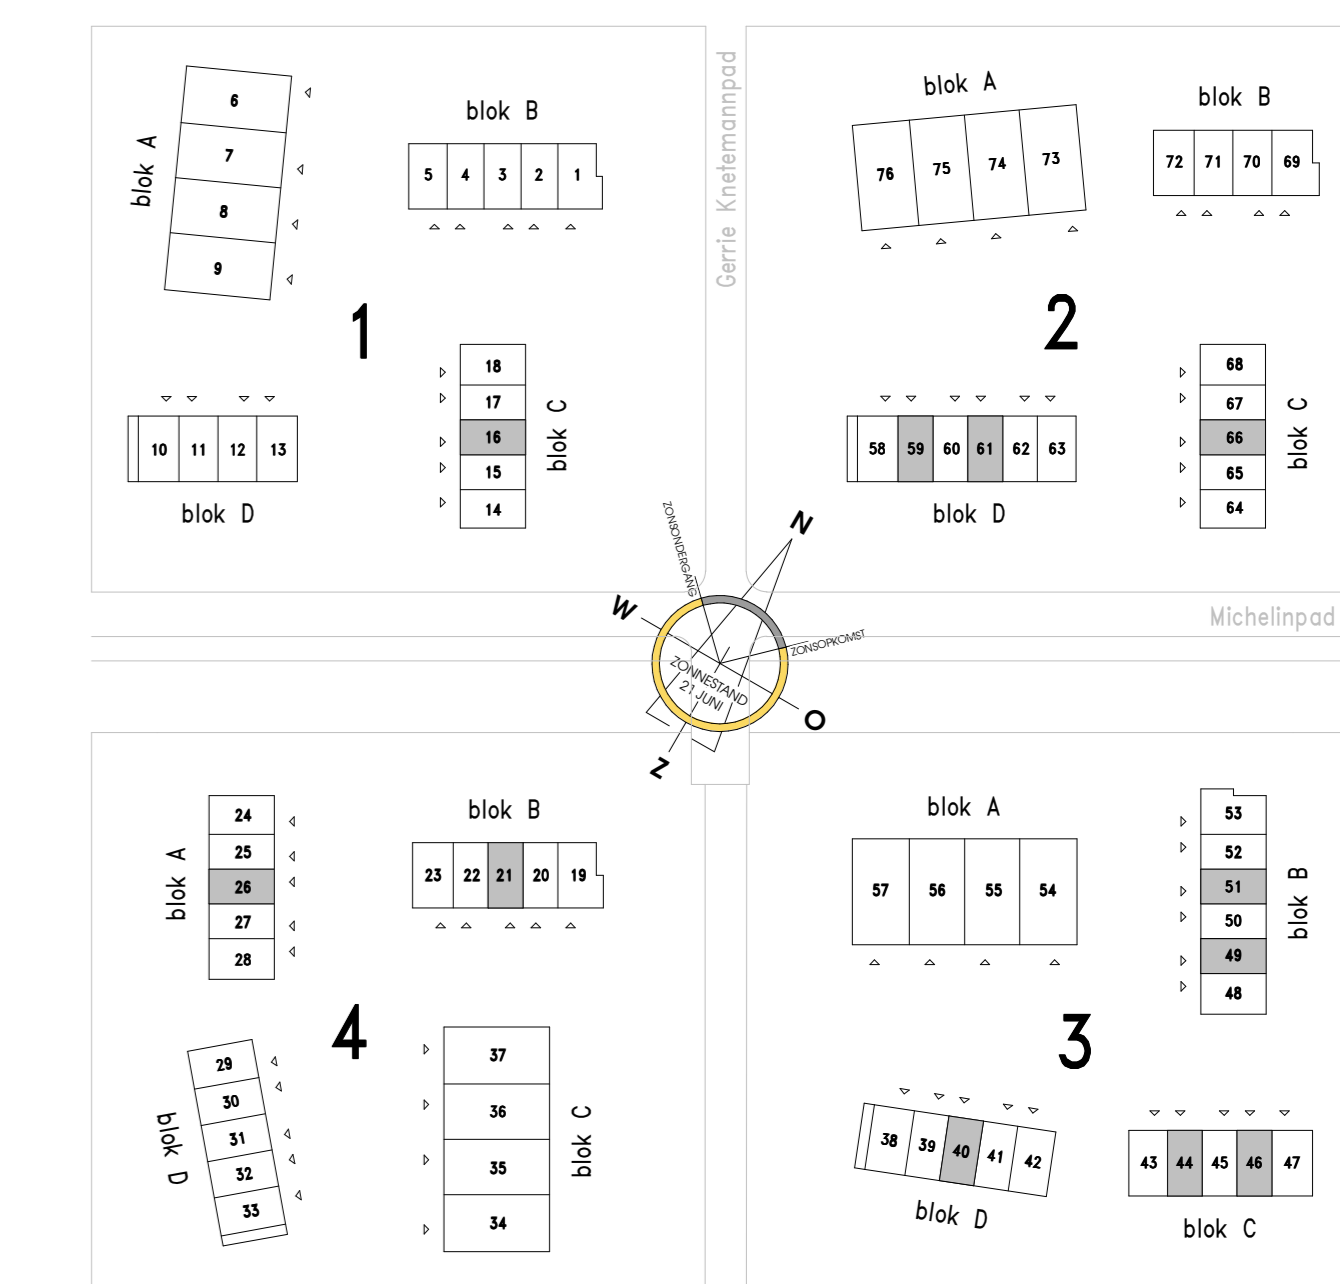 Gerrie Knetemannpad
blok A
6
7
8
9
blok B
5 4 3 2 1
1
18
17
16
15
14
blok C
10 11 12 13
blok D
blok A
76 75 74 73
blok B
72 71 70 69
2
68
67
66
65
64
blok C
58 59 60 61 62 63
blok D
Michelinpad
N
W
O
Z
ZONSONDERGANG
ZONSOPKOMST
ZONNESTAND
21 JUNI
24
25
26
27
28
blok A
blok B
23 22 21 20 19
4
29
30
31
32
33
blok D
37
36
35
34
blok C
blok A
57 56 55 54
53
52
51
50
49
48
blok B
3
38 39 40 41 42
blok D
43 44 45 46 47
blok C